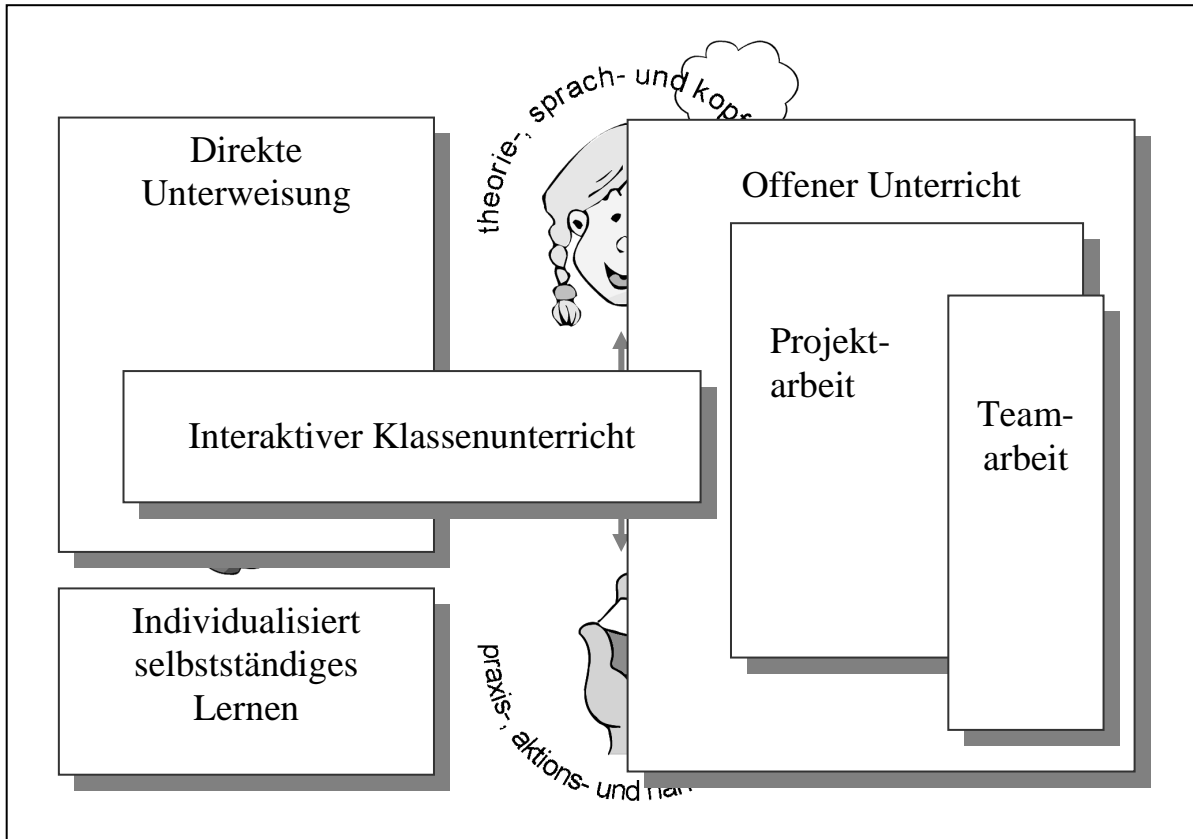 theorie-, sprach- und kopf
Direkte
Unterweisung
Offener Unterricht
Projekt-
arbeit
Team-
arbeit
Interaktiver Klassenunterricht
Individualisiert
selbstständiges
Lernen
praxis-, aktions- und